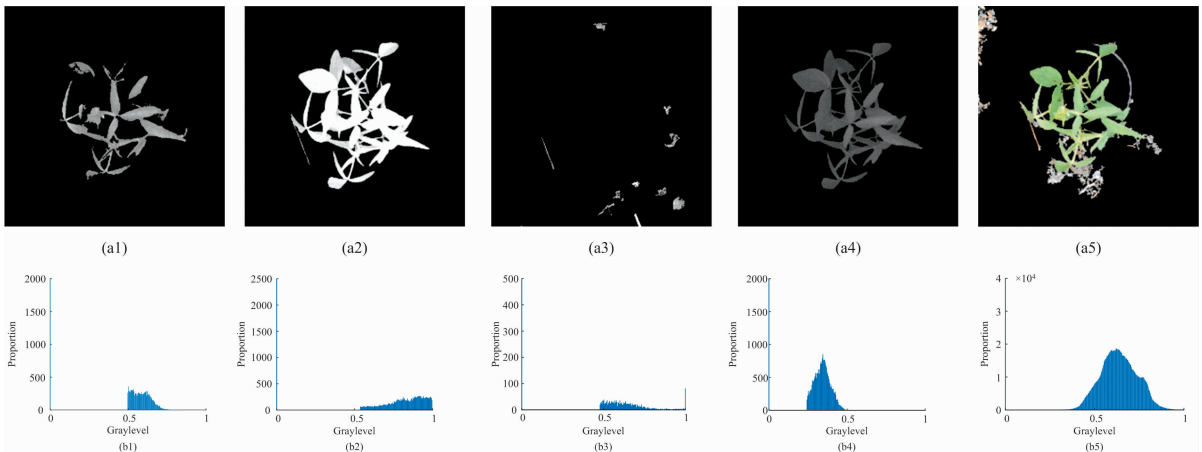 (a1) (a2) (a3) (a4) (a5)
2000
1500
1000
500
0
Proportion
0 0.5 1
Graylevel
(b1)
2500
2000
1500
1000
500
0
Proportion
0 0.5 1
Graylevel
(b2)
500
400
300
200
100
0
Proportion
0 0.5 1
Graylevel
(b3)
2000
1500
1000
500
0
Proportion
0 0.5 1
Graylevel
(b4)
×10⁴
4
3
2
1
0
Proportion
0 0.5 1
Graylevel
(b5)